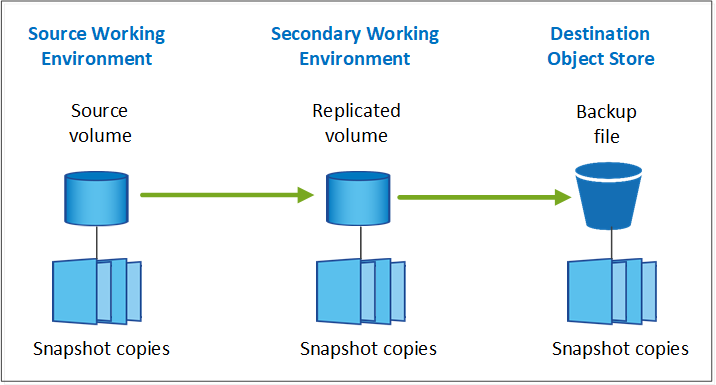 Source Working
Environment
Secondary Working
Environment
Destination
Object Store
Source
volume
Replicated
volume
Backup
file
Snapshot copies
Snapshot copies
Snapshot copies